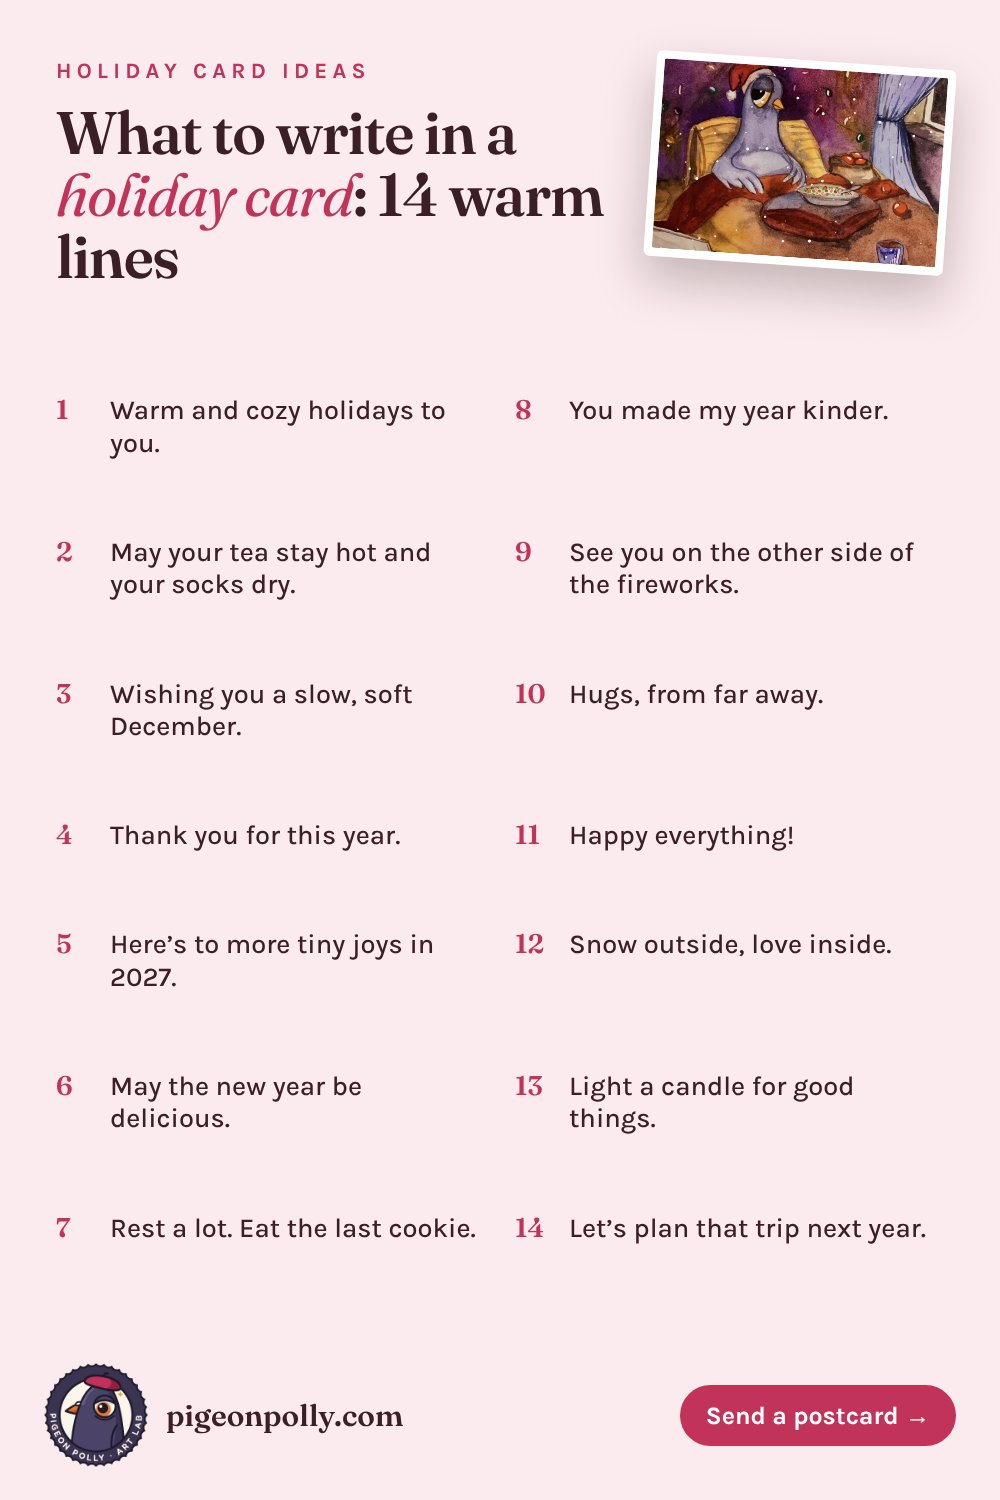 HOLIDAY CARD IDEAS
What to write in a
holiday card: 14 warm
lines
1 Warm and cozy holidays to
you.
2 May your tea stay hot and
your socks dry.
3 Wishing you a slow, soft
December.
4 Thank you for this year.
5 Here’s to more tiny joys in
2027.
6 May the new year be
delicious.
7 Rest a lot. Eat the last cookie.
8 You made my year kinder.
9 See you on the other side of
the fireworks.
10 Hugs, from far away.
11 Happy everything!
12 Snow outside, love inside.
13 Light a candle for good
things.
14 Let’s plan that trip next year.
PIGEON POLLY · ART LAB
pigeonpolly.com
Send a postcard →